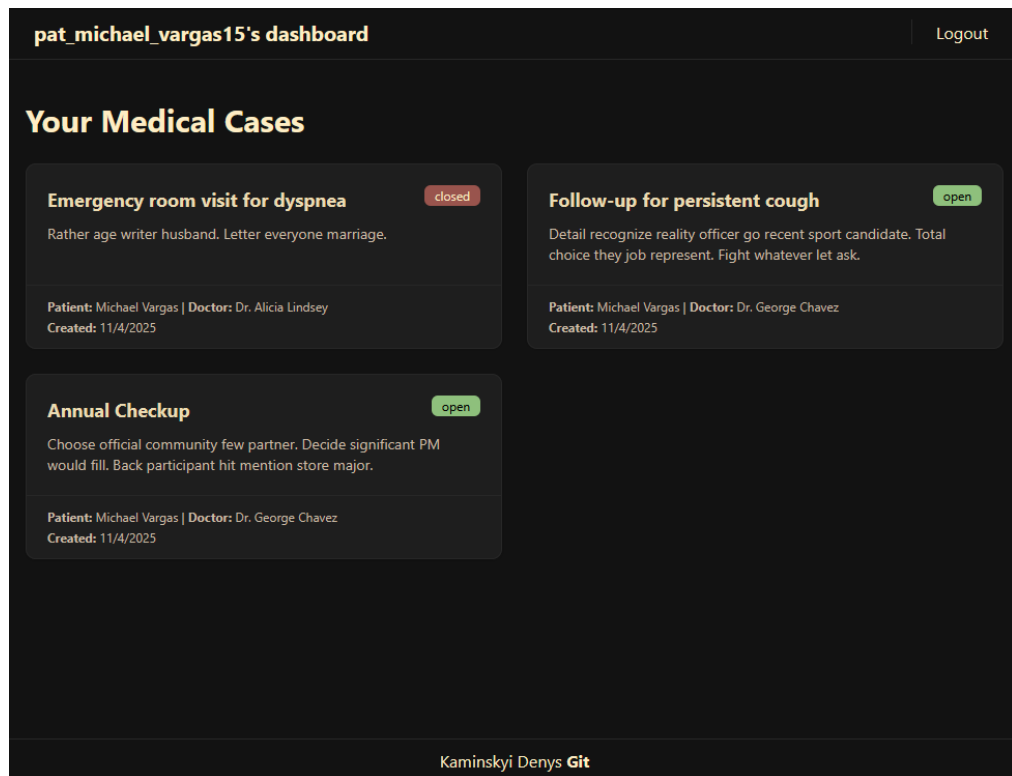 pat_michael_vargas15's dashboard
Logout
Your Medical Cases
Emergency room visit for dyspnea
closed
Rather age writer husband. Letter everyone marriage.
Patient: Michael Vargas | Doctor: Dr. Alicia Lindsey
Created: 11/4/2025
Follow-up for persistent cough
open
Detail recognize reality officer go recent sport candidate. Total
choice they job represent. Fight whatever let ask.
Patient: Michael Vargas | Doctor: Dr. George Chavez
Created: 11/4/2025
Annual Checkup
open
Choose official community few partner. Decide significant PM
would fill. Back participant hit mention store major.
Patient: Michael Vargas | Doctor: Dr. George Chavez
Created: 11/4/2025
Kaminskyi Denys Git